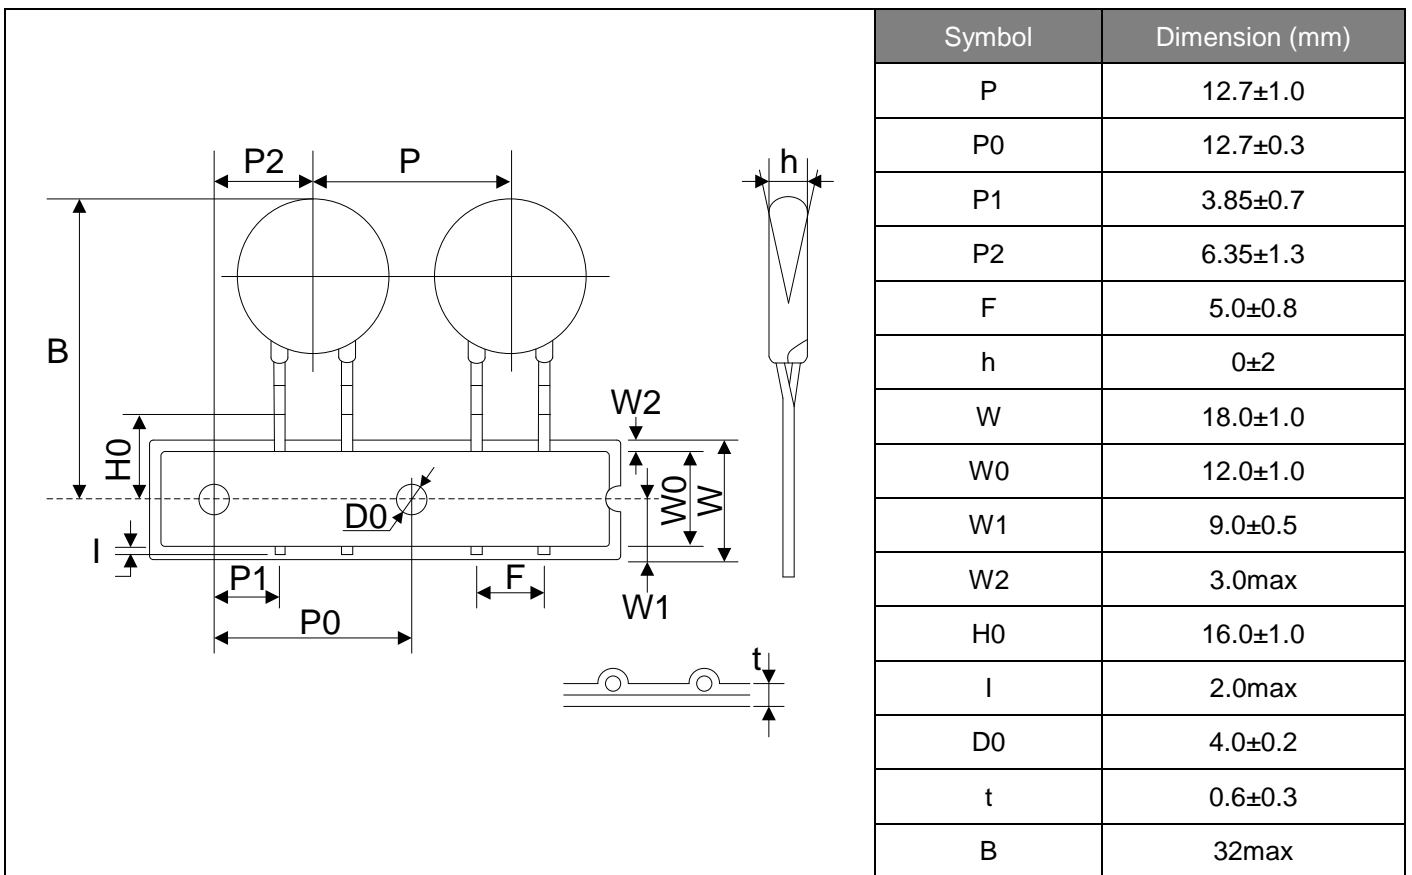 P2 P h
B
H0
W2
W0 W
D0
I
P1 F
W1
P0
t
Symbol Dimension (mm)
P 12.7±1.0
P0 12.7±0.3
P1 3.85±0.7
P2 6.35±1.3
F 5.0±0.8
h 0±2
W 18.0±1.0
W0 12.0±1.0
W1 9.0±0.5
W2 3.0max
H0 16.0±1.0
I 2.0max
D0 4.0±0.2
t 0.6±0.3
B 32max